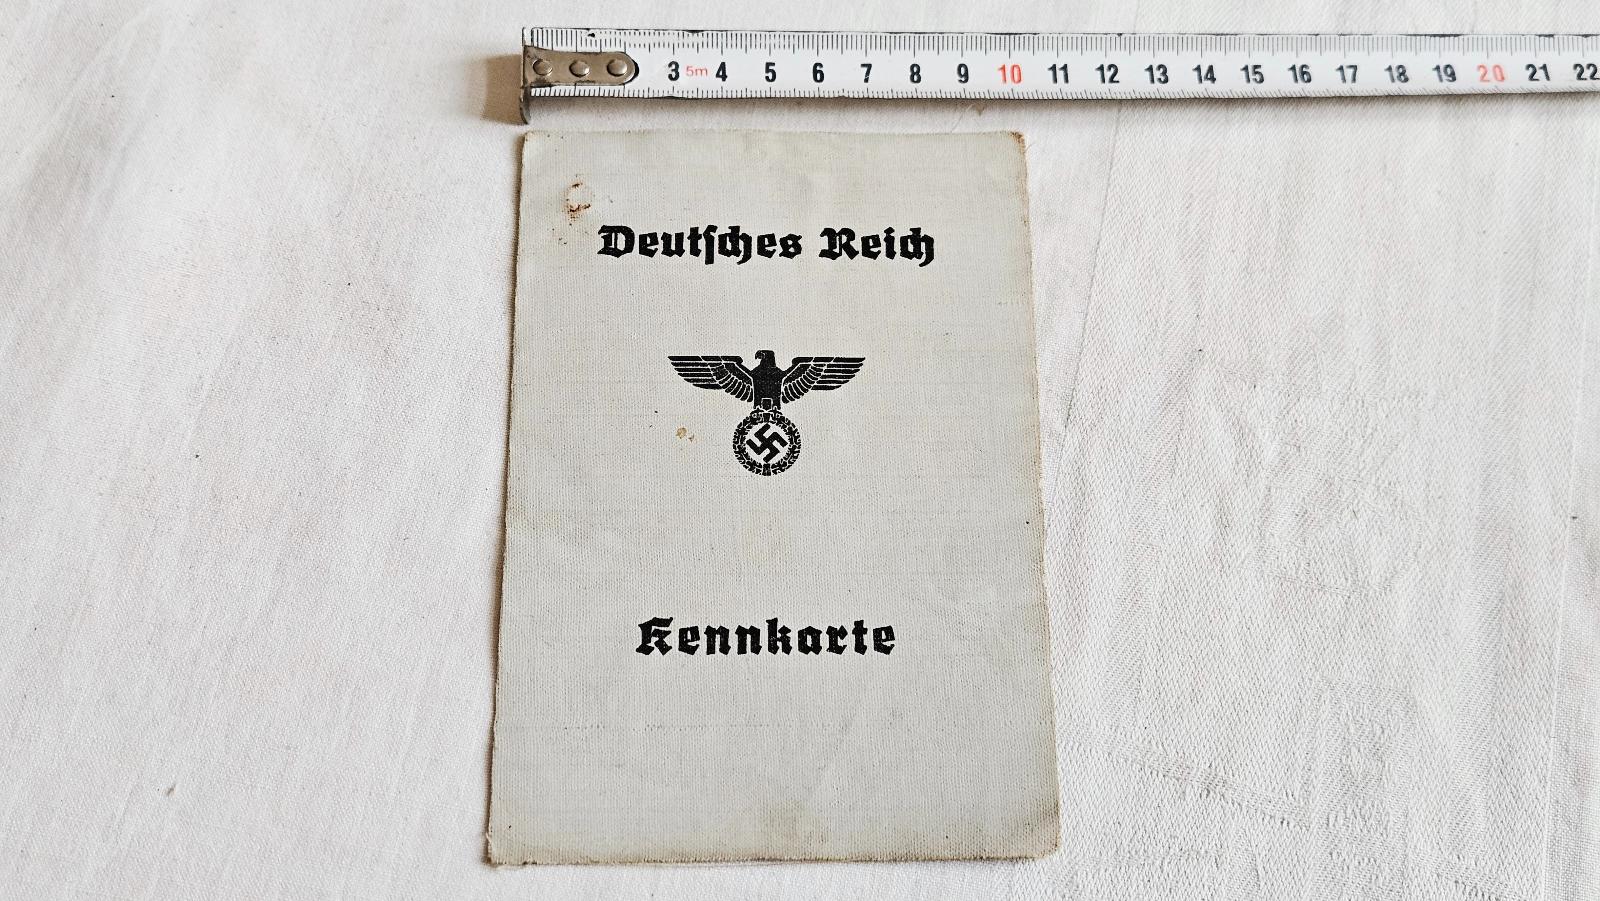 3 5m 4 5 6 7 8 9 10 11 12 13 14 15 16 17 18 19 20 21 22
Deutſches Reich
Kennkarte